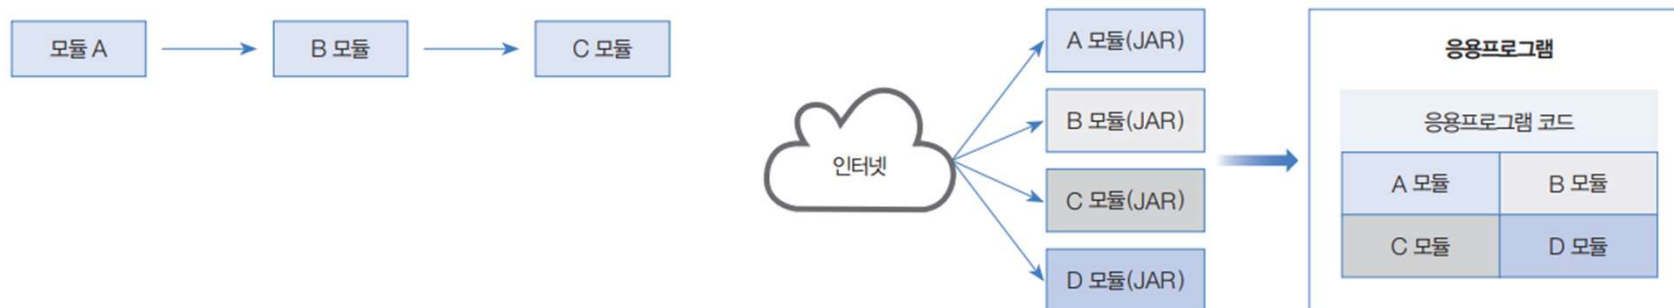 모듈 A
B 모듈
C 모듈
인터넷
A 모듈(JAR)
B 모듈(JAR)
C 모듈(JAR)
D 모듈(JAR)
응용프로그램
응용프로그램 코드
A 모듈
B 모듈
C 모듈
D 모듈